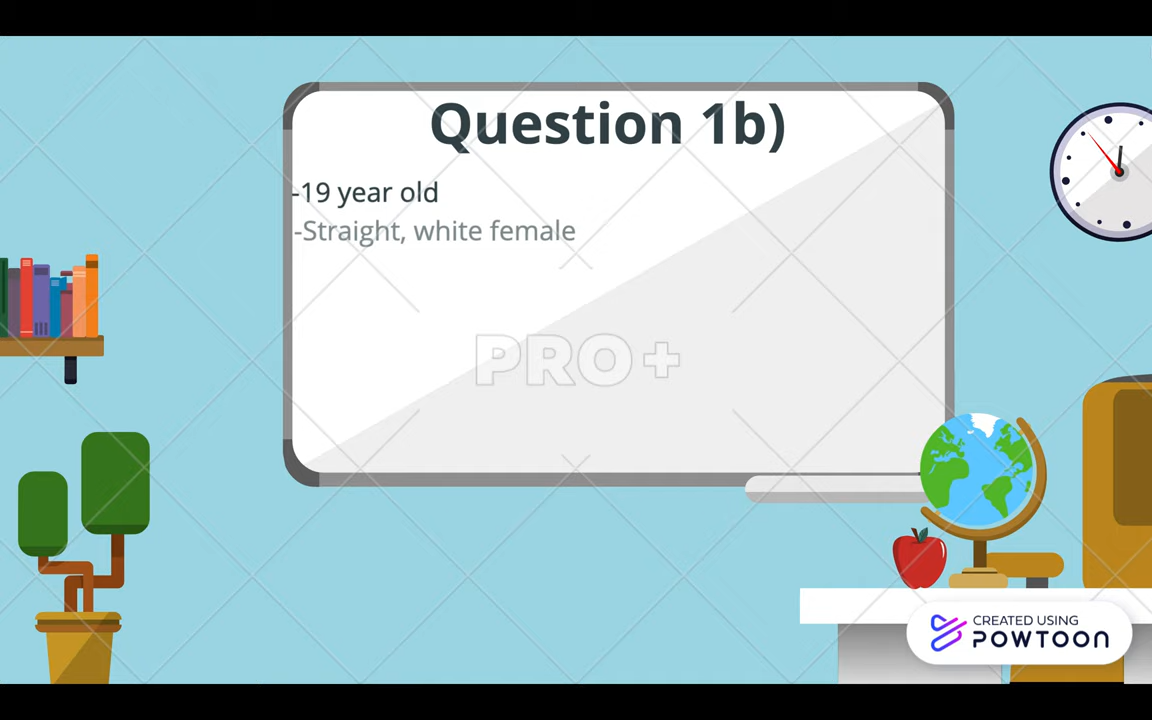 Question 1b)
-19 year old
-Straight, white female
PRO+
CREATED USING
POWTOON